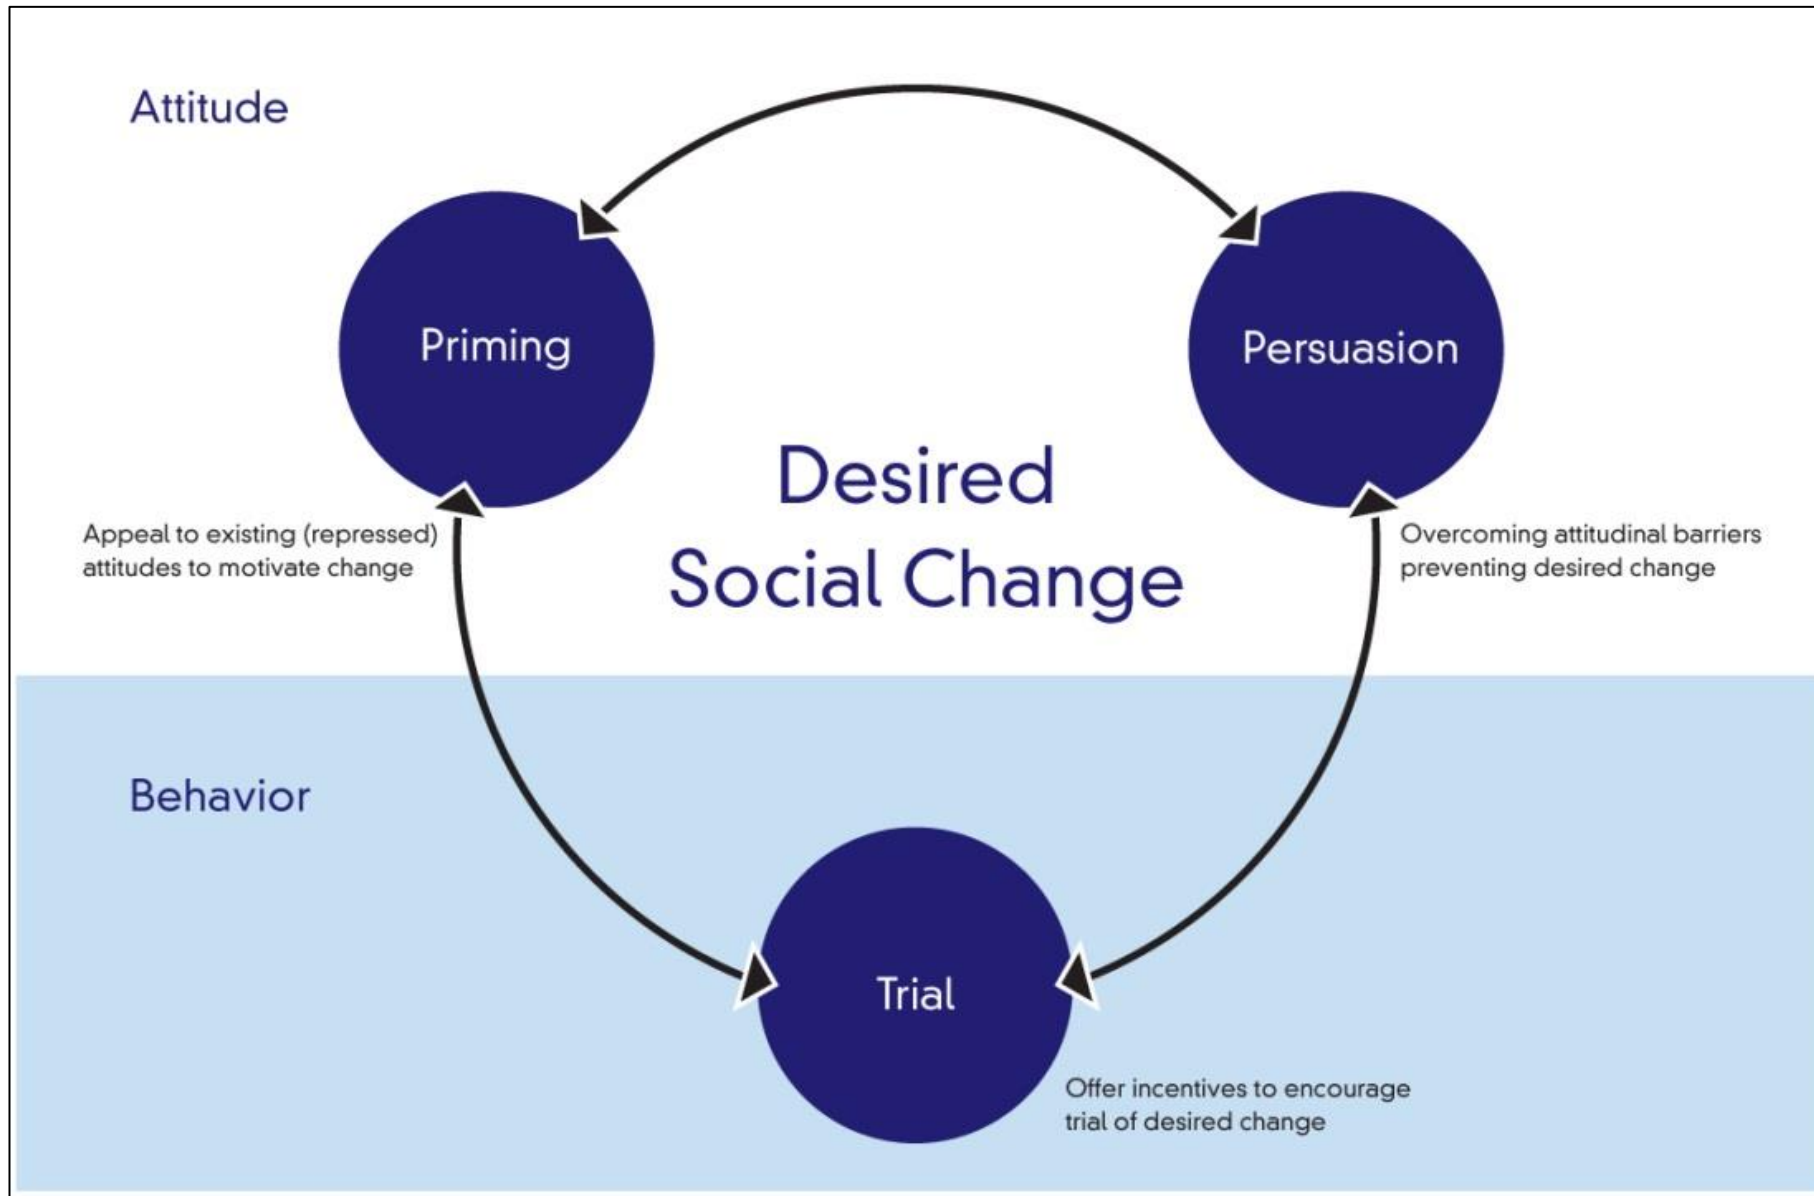 Attitude
Priming
Persuasion
Desired
Social Change
Appeal to existing (repressed)
attitudes to motivate change
Overcoming attitudinal barriers
preventing desired change
Behavior
Trial
Offer incentives to encourage
trial of desired change